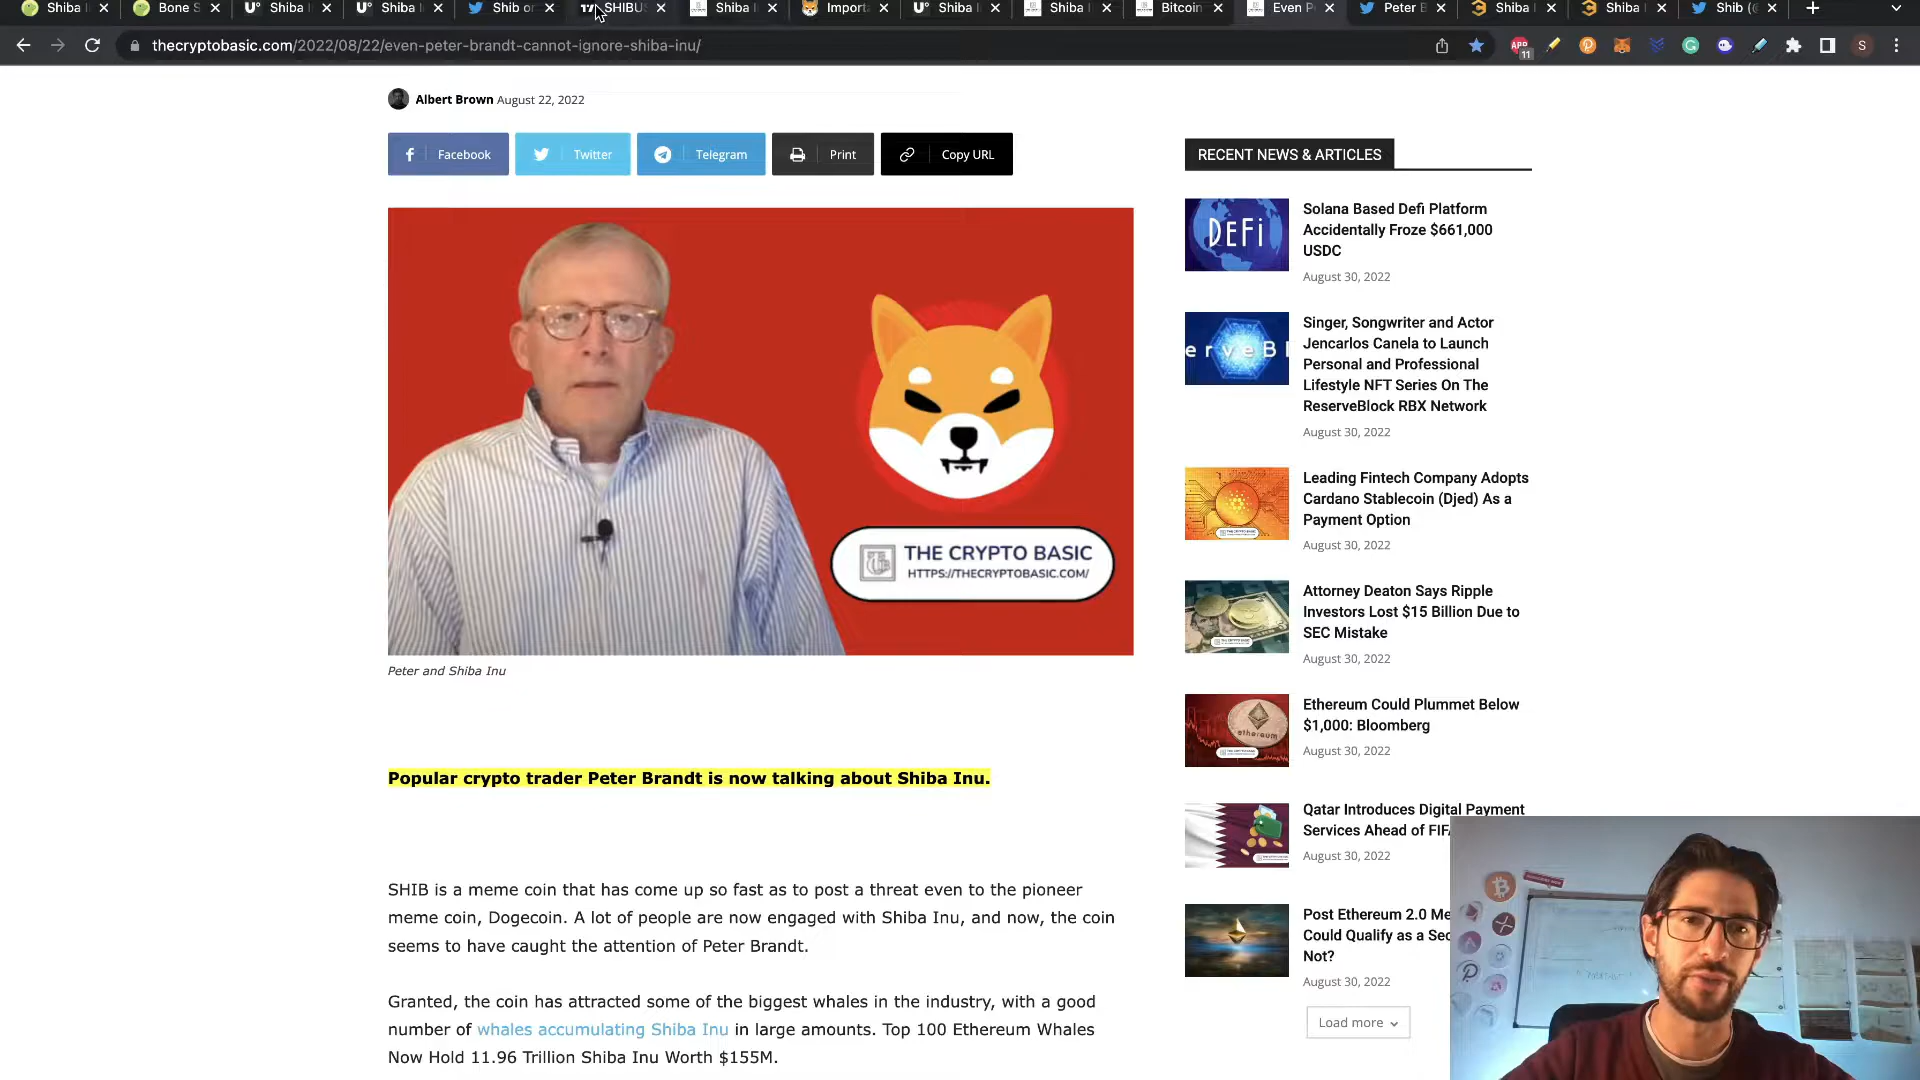 Shiba I
Bone S
Shiba I
Shiba I
Shib or
SHIBUS
Shiba I
Importa
Shiba I
Shiba I
Bitcoin
Even P
Peter B
Shiba I
Shiba I
Shib (@
thecryptobasic.com/2022/08/22/even-peter-brandt-cannot-ignore-shiba-inu/
11
S
Albert Brown August 22, 2022
Facebook
Twitter
Telegram
Print
Copy URL
THE CRYPTO BASIC
HTTPS://THECRYPTOBASIC.COM/
Peter and Shiba Inu
Popular crypto trader Peter Brandt is now talking about Shiba Inu.
SHIB is a meme coin that has come up so fast as to post a threat even to the pioneer
meme coin, Dogecoin. A lot of people are now engaged with Shiba Inu, and now, the coin
seems to have caught the attention of Peter Brandt.
Granted, the coin has attracted some of the biggest whales in the industry, with a good
number of whales accumulating Shiba Inu in large amounts. Top 100 Ethereum Whales
Now Hold 11.96 Trillion Shiba Inu Worth $155M.
RECENT NEWS & ARTICLES
DEFi
Solana Based Defi Platform
Accidentally Froze $661,000
USDC
August 30, 2022
erveBl
Singer, Songwriter and Actor
Jencarlos Canela to Launch
Personal and Professional
Lifestyle NFT Series On The
ReserveBlock RBX Network
August 30, 2022
Leading Fintech Company Adopts
Cardano Stablecoin (Djed) As a
Payment Option
August 30, 2022
Attorney Deaton Says Ripple
Investors Lost $15 Billion Due to
SEC Mistake
August 30, 2022
ethereum
Ethereum Could Plummet Below
$1,000: Bloomberg
August 30, 2022
Qatar Introduces Digital Payment
Services Ahead of FIFA
August 30, 2022
Post Ethereum 2.0 Me
Could Qualify as a Sec
Not?
August 30, 2022
Load more